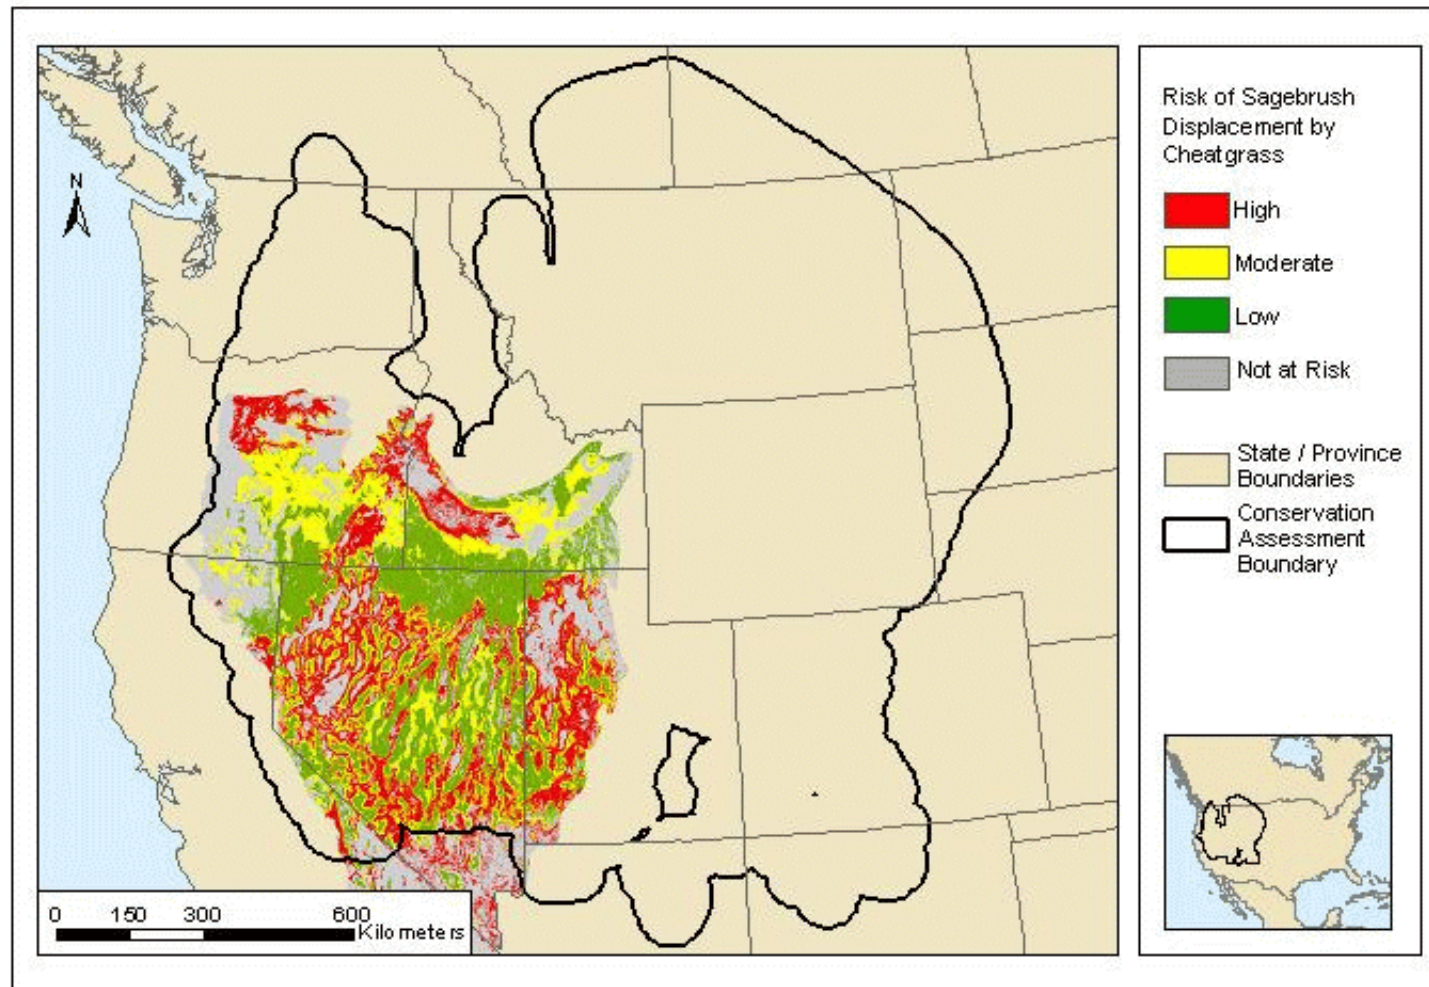 N
0 150 300 600
Kilometers
Risk of Sagebrush
Displacement by
Cheatgrass
High
Moderate
Low
Not at Risk
State / Province
Boundaries
Conservation
Assessment
Boundary